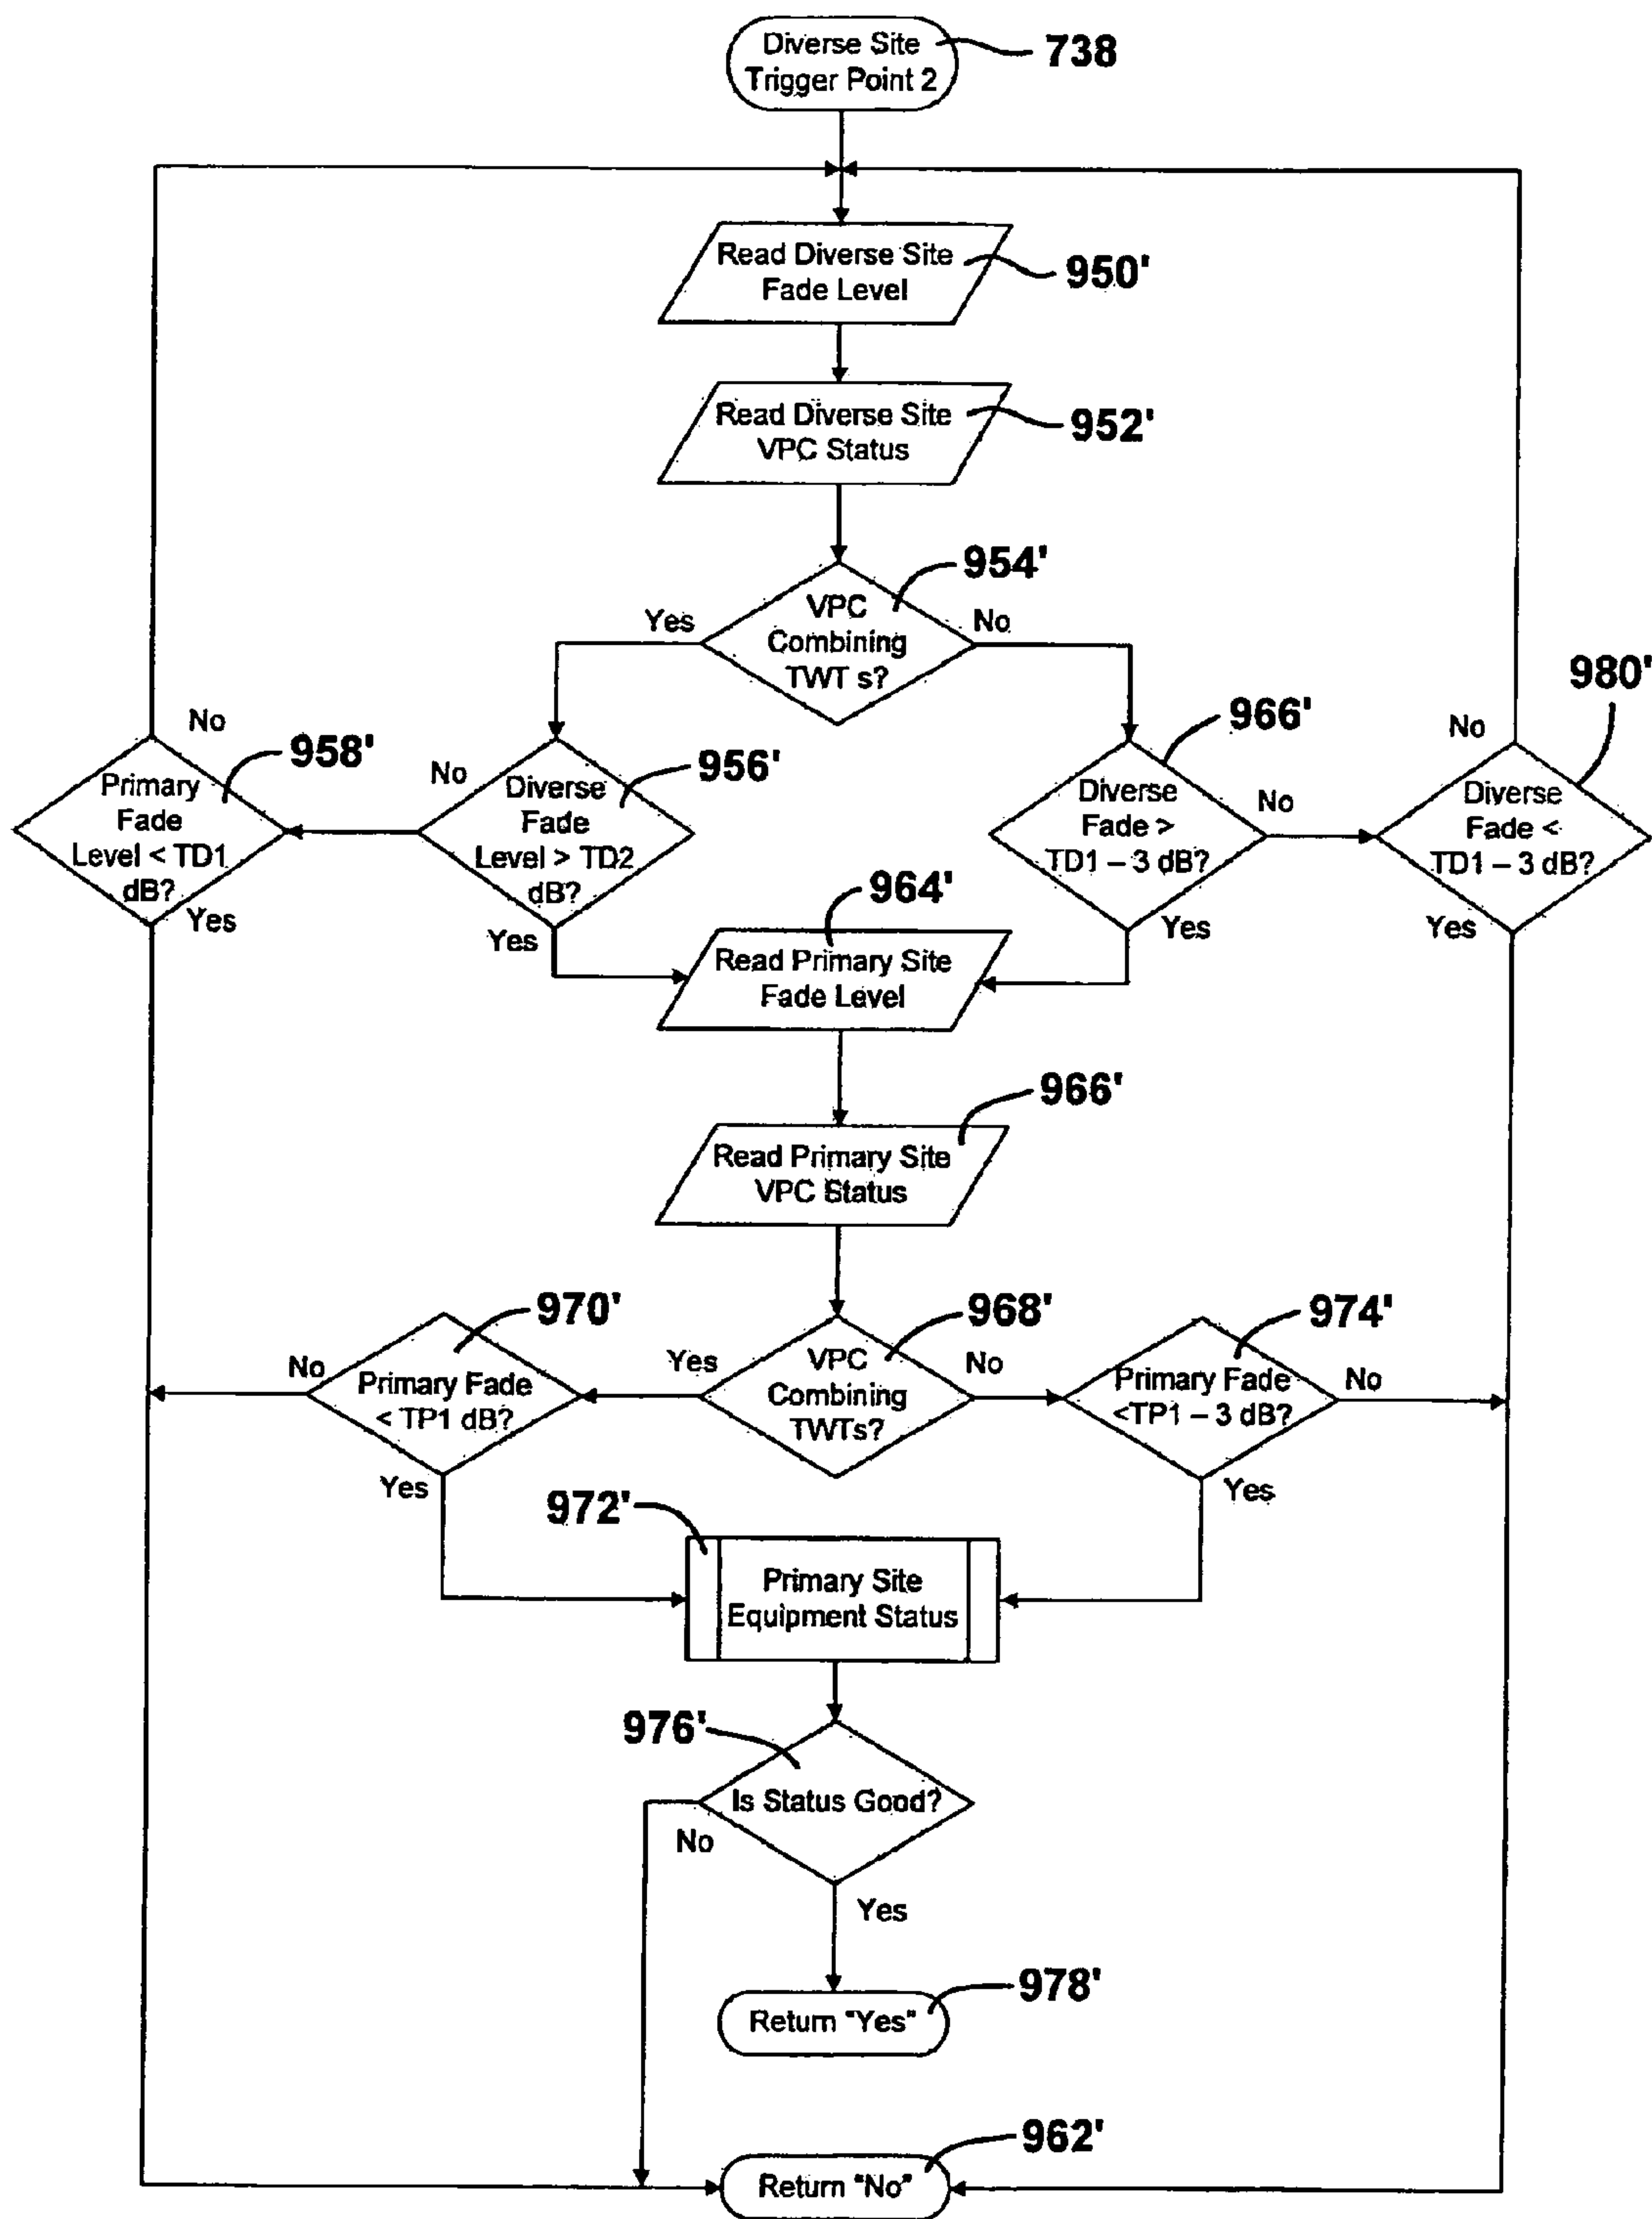 Diverse Site
Trigger Point 2
738
Read Diverse Site
Fade Level
950'
Read Diverse Site
VPC Status
952'
954'
VPC
Combining
TWT s?
Yes
No
980'
966'
958'
956'
No
Primary
Fade
Level < TD1
dB?
Yes
No
Diverse
Fade
Level > TD2
dB?
Yes
Diverse
Fade >
TD1 – 3 dB?
No
Yes
No
Diverse
Fade <
TD1 – 3 dB?
Yes
964'
Read Primary Site
Fade Level
966'
Read Primary Site
VPC Status
970'
968'
974'
No
Primary Fade
< TP1 dB?
Yes
Yes
VPC
Combining
TWTs?
No
Primary Fade
<TP1 – 3 dB?
No
Yes
972'
Primary Site
Equipment Status
976'
Is Status Good?
No
Yes
978'
Return "Yes"
962'
Return "No"